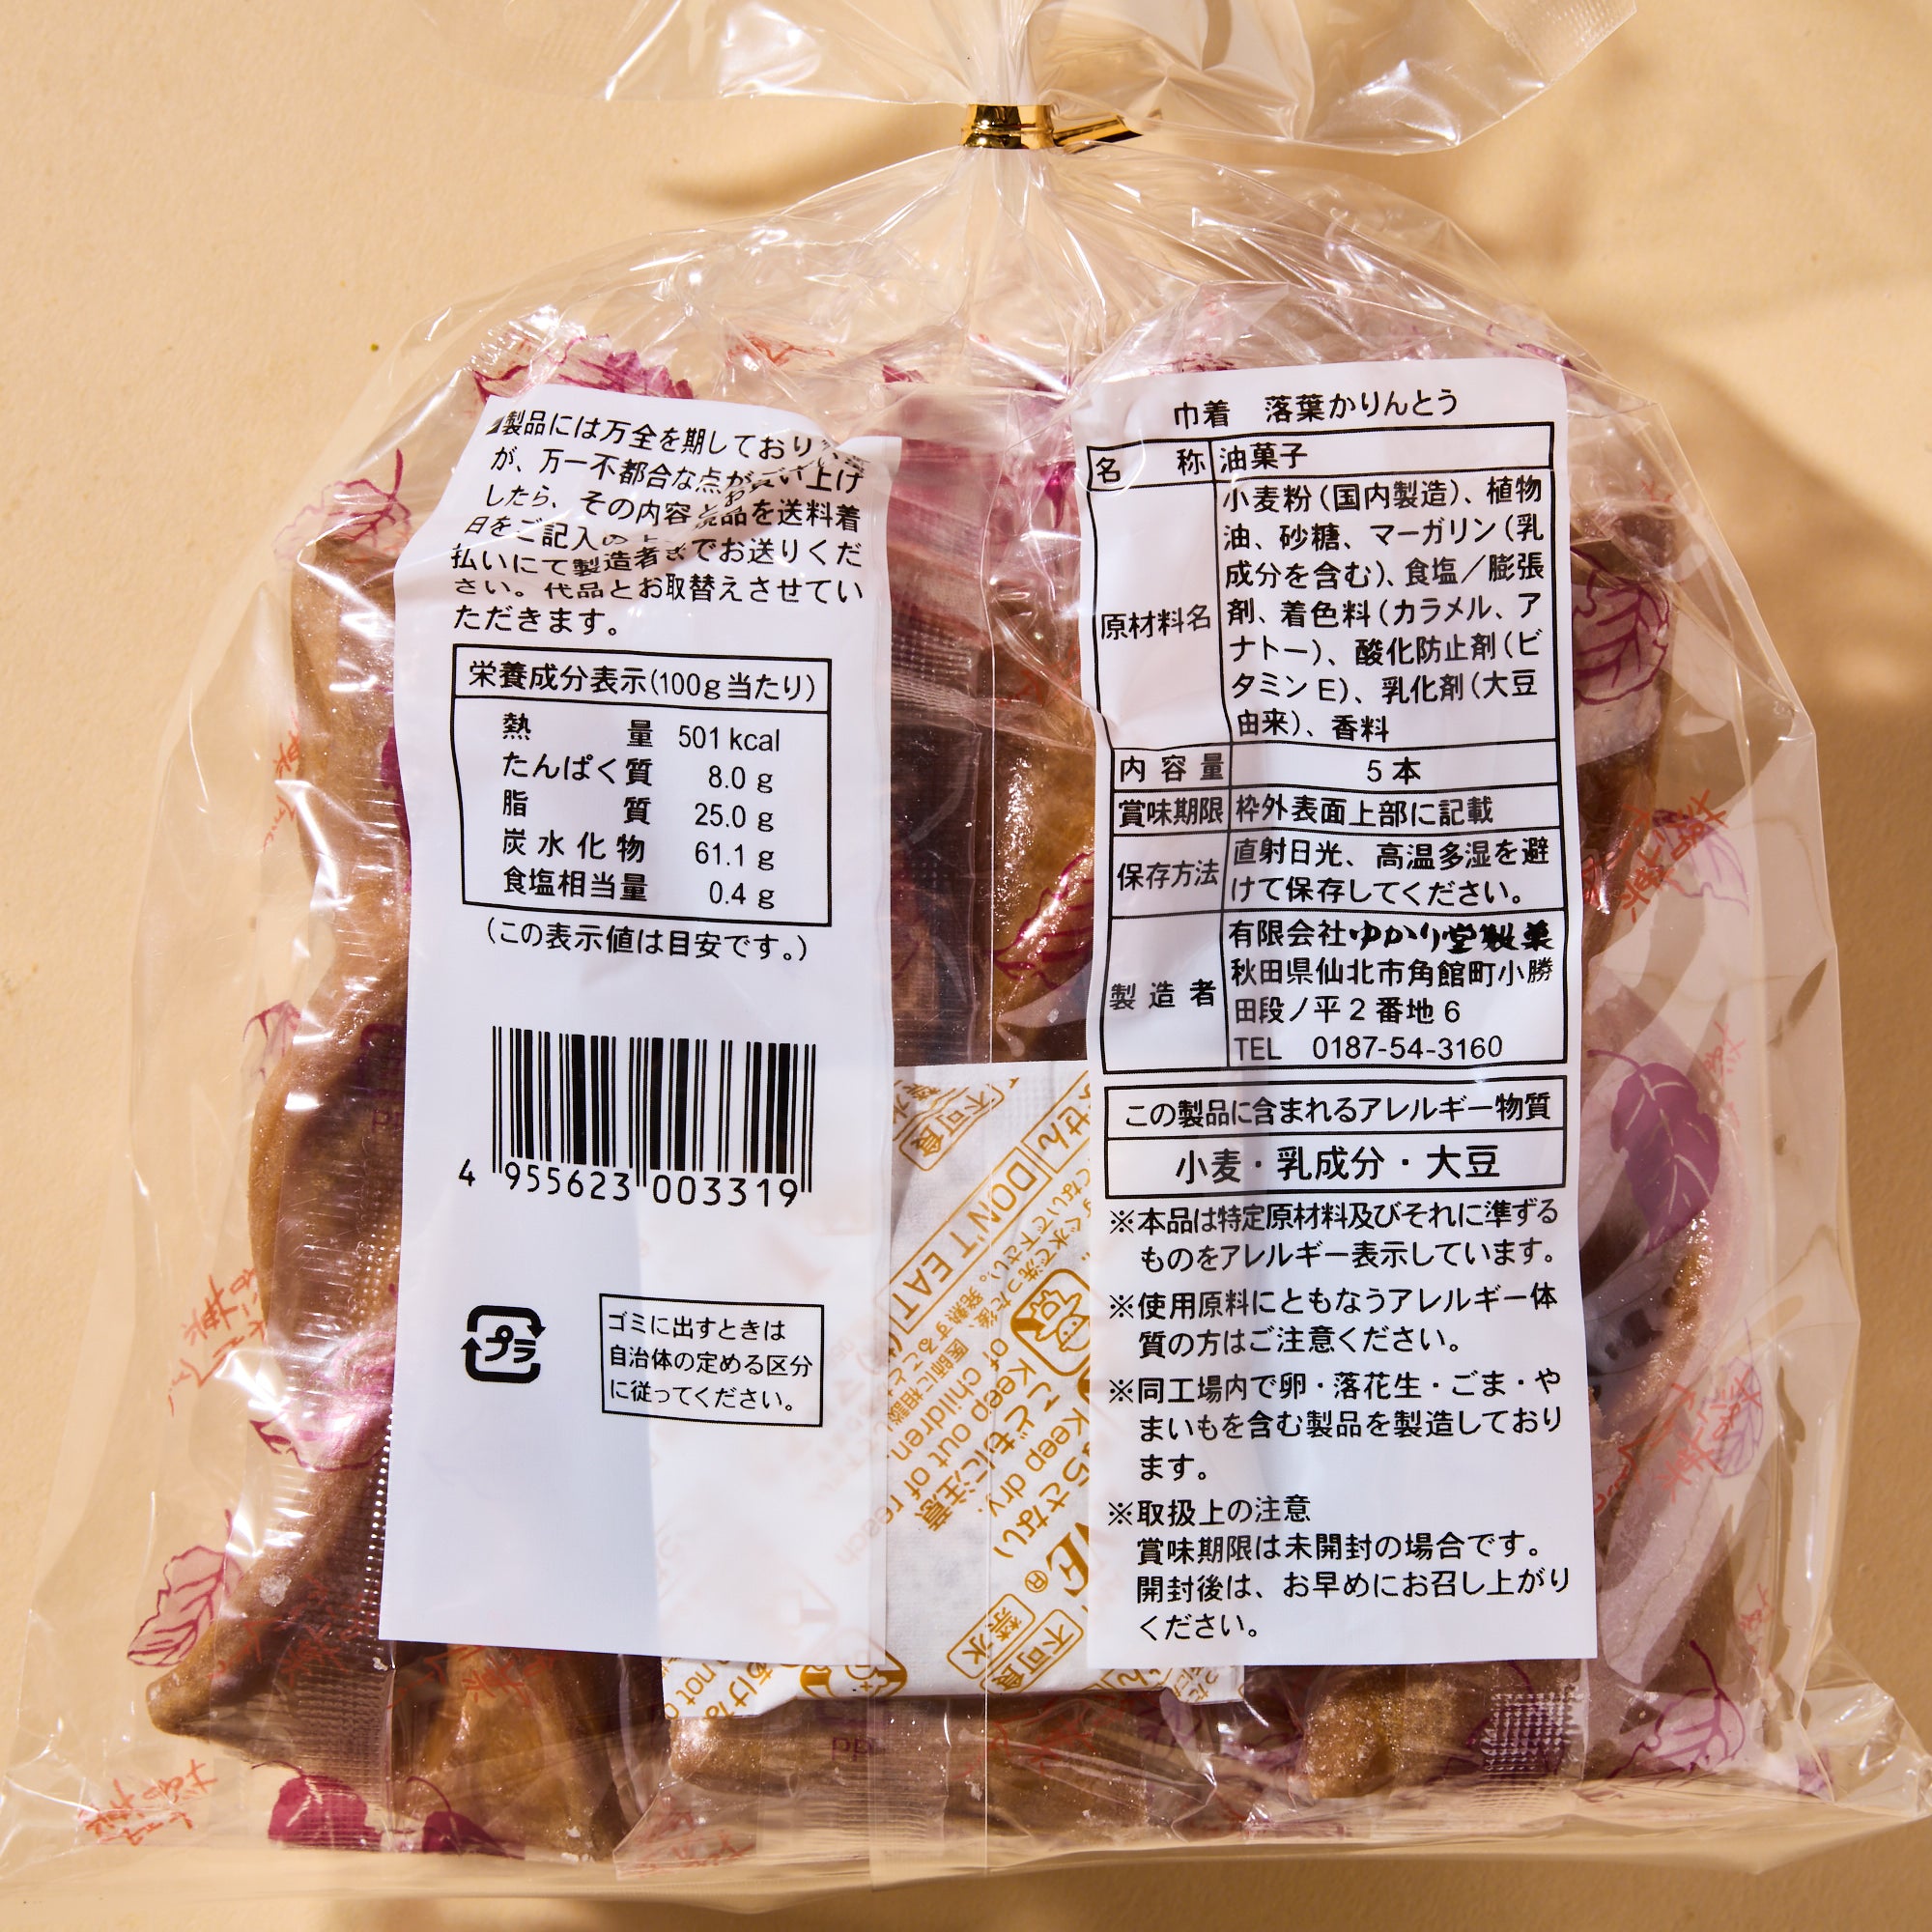 製品には万全を期しており
が、万一不都合な点が
買い上げ
したら、その内容と
日をご記入の上
現品を送料着
払いにて製造者までお送りくだ
さい。代品とお取替えさせてい
ただきます。
栄養成分表示(100g当たり)
熱量 501 kcal
たんぱく質 8.0 g
脂質 25.0 g
炭水化物 61.1 g
食塩相当量 0.4 g
(この表示値は目安です。)
4 955623 003319
プラ
ゴミに出すときは
自治体の定める区分
に従ってください。
巾着 落葉かりんとう
名称 油菓子
原材料名 小麦粉(国内製造)、植物
油、砂糖、マーガリン(乳
成分を含む)、食塩/膨張
剤、着色料(カラメル、ア
ナトー)、酸化防止剤(ビ
タミンE)、乳化剤(大豆
由来)、香料
内容量 5本
賞味期限 枠外表面上部に記載
保存方法 直射日光、高温多湿を避
けて保存してください。
製造者 有限会社ゆかり堂製菓
秋田県仙北市角館町小勝
田段ノ平2番地6
TEL 0187-54-3160
この製品に含まれるアレルギー物質
小麦・乳成分・大豆
※本品は特定原材料及びそれに準ずる
ものをアレルギー表示しています。
※使用原料にともなうアレルギー体
質の方はご注意ください。
※同工場内で卵・落花生・ごま・や
まいもを含む製品を製造しており
ます。
※取扱上の注意
賞味期限は未開封の場合です。
開封後は、お早めにお召し上がり
ください。
不可食
禁水
DON'T EAT
こどもに注意
Keep out of reach
of children.
Keep dry.
禁水
不可食